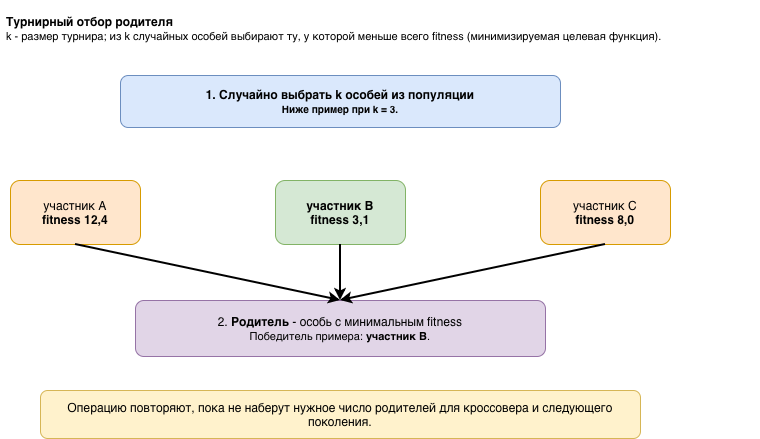 Турнирный отбор родителя
k - размер турнира; из k случайных особей выбирают ту, у которой меньше всего fitness (минимизируемая целевая функция).
1. Случайно выбрать k особей из популяции
Ниже пример при k = 3.
участник A
fitness 12,4
участник B
fitness 3,1
участник C
fitness 8,0
2. Родитель - особь с минимальным fitness
Победитель примера: участник B.
Операцию повторяют, пока не наберут нужное число родителей для кроссовера и следующего
поколения.